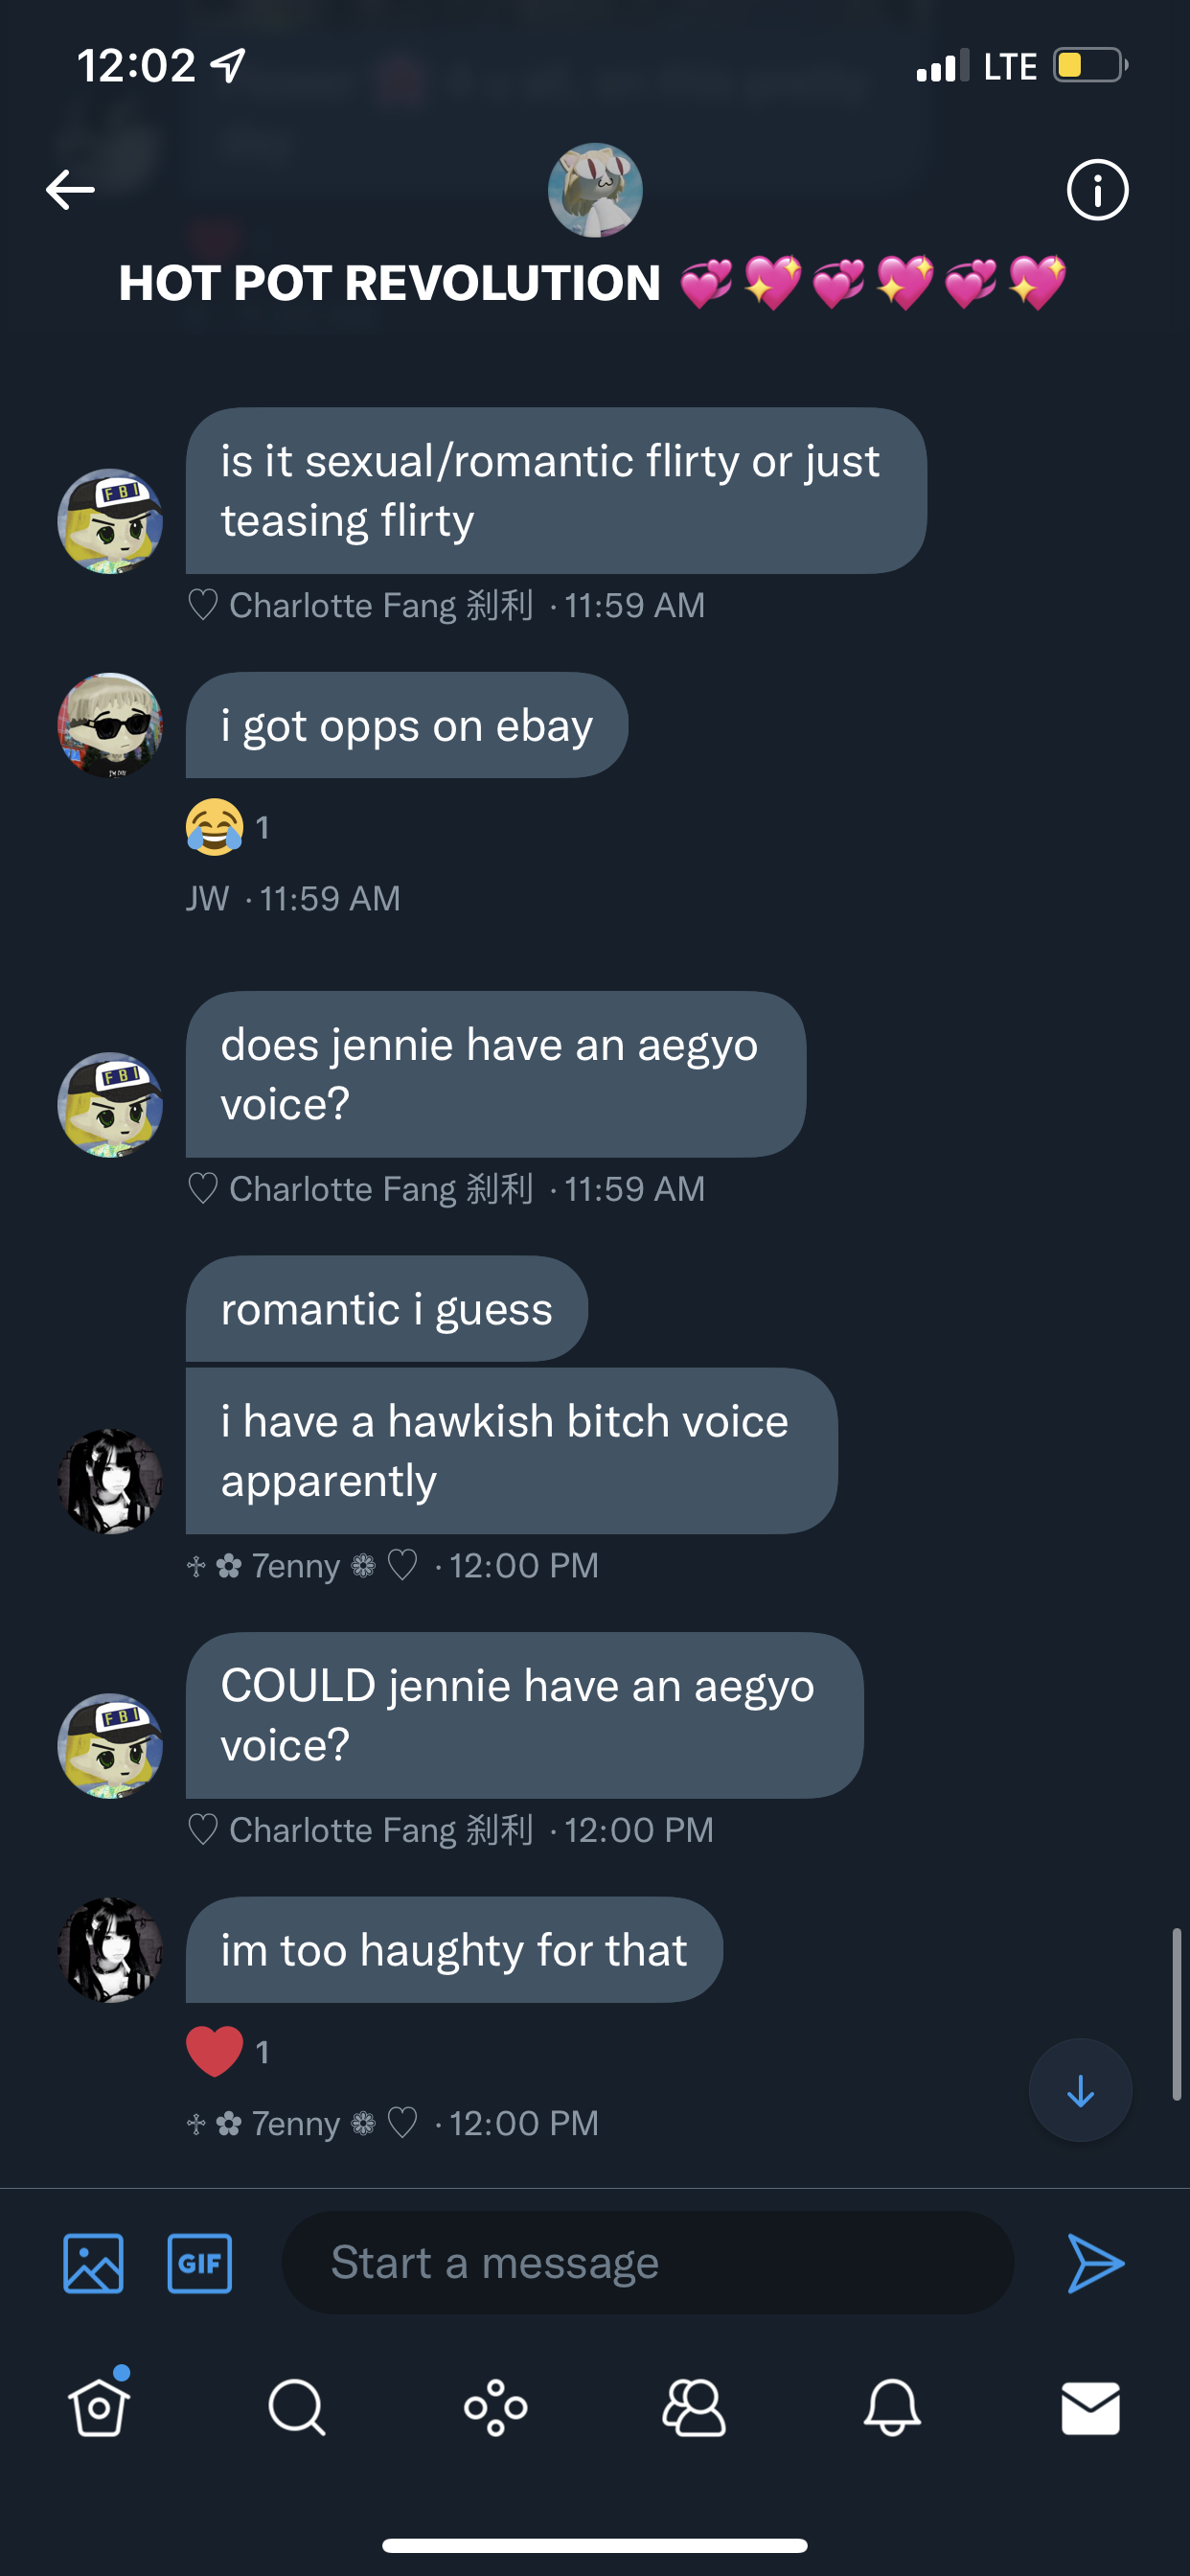 12:02
LTE
HOT POT REVOLUTION 💞💖💞💖💞💖
is it sexual/romantic flirty or just
teasing flirty
♡ Charlotte Fang 刹利 · 11:59 AM
i got opps on ebay
😂 1
JW · 11:59 AM
does jennie have an aegyo
voice?
♡ Charlotte Fang 刹利 · 11:59 AM
romantic i guess
i have a hawkish bitch voice
apparently
♱ ✿ 7enny ❁ ♡ · 12:00 PM
COULD jennie have an aegyo
voice?
♡ Charlotte Fang 刹利 · 12:00 PM
im too haughty for that
❤️ 1
♱ ✿ 7enny ❁ ♡ · 12:00 PM
GIF
Start a message